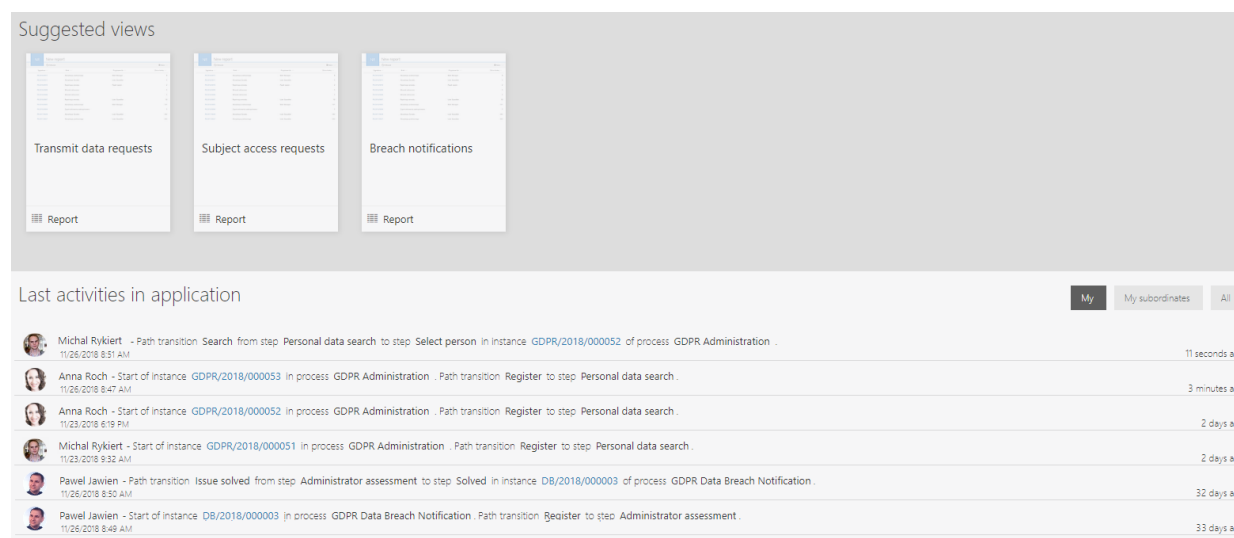 Suggested views
Transmit data requests
Subject access requests
Breach notifications
Report
Report
Report
Last activities in application
My
My subordinates
All
Michal Rykiert - Path transition Search from step Personal data search to step Select person in instance GDPR/2018/000052 of process GDPR Administration .
11/26/2018 8:51 AM
11 seconds a
Anna Roch - Start of instance GDPR/2018/000053 in process GDPR Administration . Path transition Register to step Personal data search .
11/26/2018 8:47 AM
3 minutes a
Anna Roch - Start of instance GDPR/2018/000052 in process GDPR Administration . Path transition Register to step Personal data search .
11/23/2018 6:19 PM
2 days a
Michal Rykiert - Start of instance GDPR/2018/000051 in process GDPR Administration . Path transition Register to step Personal data search .
11/23/2018 9:32 AM
2 days a
Pawel Jawien - Path transition Issue solved from step Administrator assessment to step Solved in instance DB/2018/000003 of process GDPR Data Breach Notification .
11/26/2018 8:50 AM
32 days a
Pawel Jawien - Start of instance DB/2018/000003 in process GDPR Data Breach Notification . Path transition Register to step Administrator assessment .
11/26/2018 8:49 AM
33 days a